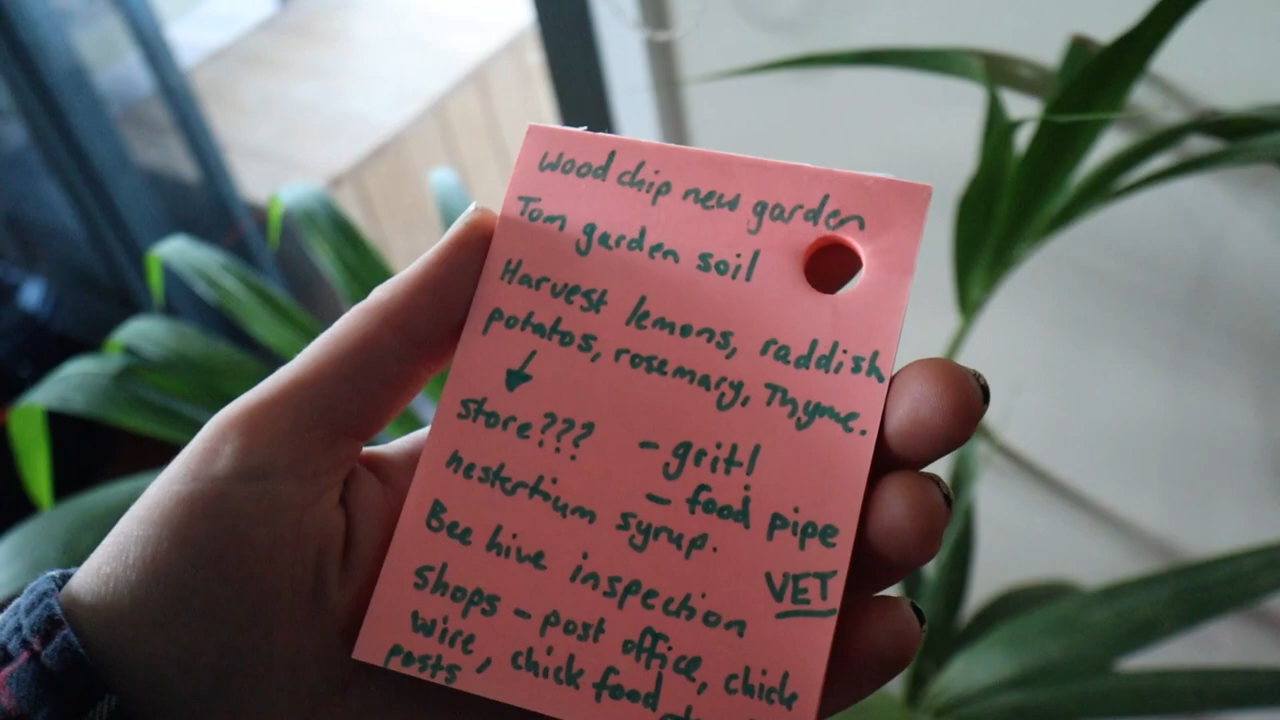 wood chip new garden
Tom garden soil
Harvest lemons, raddish
potatos, rosemary, Thyme.
↓
store??? - grit!
nestertium syrup. - food pipe
Bee hive inspection VET
Shops - post office, chick
wire, chick food
posts